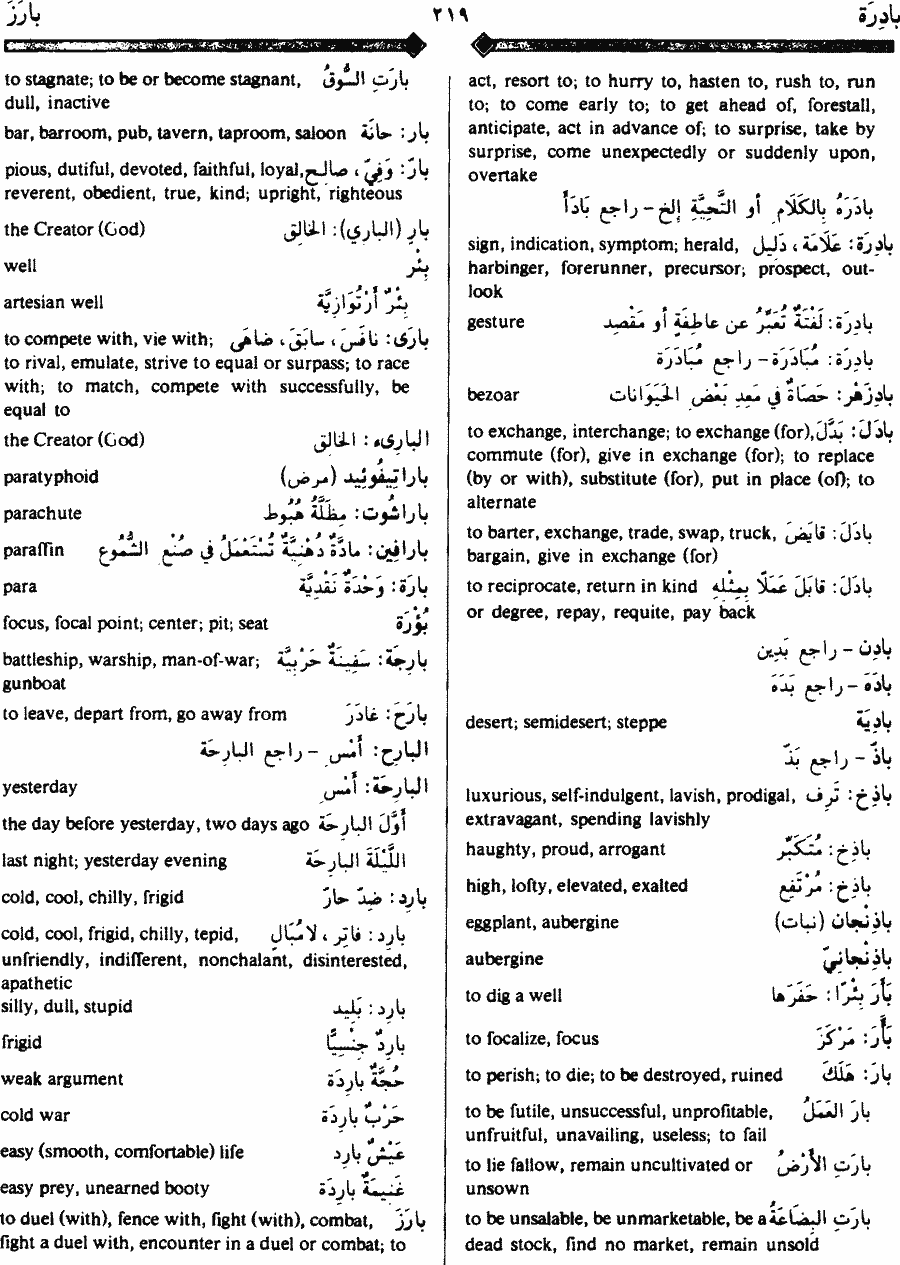 بادِرَة
٢١٩
بارَزَ
act, resort to; to hurry to, hasten to, rush to, run
to; to come early to; to get ahead of, forestall,
anticipate, act in advance of; to surprise, take by
surprise, come unexpectedly or suddenly upon,
overtake
بادَرَهُ بِالكَلَامِ أو التَّحِيَّةِ إلخ - راجع بَادَأَ
بادِرَة: عَلَامَة، دَلِيل sign, indication, symptom; herald,
harbinger, forerunner, precursor; prospect, out-
look
بادِرَة: لَفْتَةٌ تُعَبِّرُ عن عاطِفَةٍ أو مَقْصِد gesture
بادِرَة: مُبَادَرَة - راجع مُبَادَرَة
بادِزَهْر: حَصَاةٌ في مَعِدِ بَعْضِ الحَيَوَانات bezoar
بادَلَ: بَدَّلَ to exchange, interchange; to exchange (for),
commute (for), give in exchange (for); to replace
(by or with), substitute (for), put in place (of); to
alternate
بادَلَ: قايَضَ to barter, exchange, trade, swap, truck,
bargain, give in exchange (for)
بادَلَ: قابَلَ عَمَلًا بِمِثْلِهِ to reciprocate, return in kind
or degree, repay, requite, pay back
بادِن - راجع بَدِين
بادَهَ - راجع بَدَهَ
بادِيَة desert; semidesert; steppe
باذّ - راجع بَذّ
باذِخ: تَرِف luxurious, self-indulgent, lavish, prodigal,
extravagant, spending lavishly
باذِخ: مُتَكَبِّر haughty, proud, arrogant
باذِخ: مُرْتَفِع high, lofty, elevated, exalted
باذِنْجان (نبات) eggplant, aubergine
باذِنْجانِيّ aubergine
بَأَرَ بِئْرًا: حَفَرَها to dig a well
بَأَّرَ: مَرْكَزَ to focalize, focus
بارَ: هَلَكَ to perish; to die; to be destroyed, ruined
بارَ العَمَلُ to be futile, unsuccessful, unprofitable,
unfruitful, unavailing, useless; to fail
بارَتِ الأَرْضُ to lie fallow, remain uncultivated or
unsown
بارَتِ البِضَاعَةُ to be unsalable, be unmarketable, be a
dead stock, find no market, remain unsold
بارَتِ السُّوقُ to stagnate; to be or become stagnant,
dull, inactive
بار: حانَة bar, barroom, pub, tavern, taproom, saloon
بارّ: وَفِيّ، صالِح pious, dutiful, devoted, faithful, loyal,
reverent, obedient, true, kind; upright, righteous
بارٍ (الباري): الخالِق the Creator (God)
بِئْر well
بِئْرٌ أَرْتُوَازِيَّة artesian well
بارَى: نافَسَ، سابَقَ، ضاهَى to compete with, vie with;
to rival, emulate, strive to equal or surpass; to race
with; to match, compete with successfully, be
equal to
البارِىء: الخالِق the Creator (God)
باراتِيفُوئِيد (مرض) paratyphoid
باراشُوت: مِظَلَّةُ هُبُوط parachute
بارافِين: مادَّةٌ دُهْنِيَّةٌ تُسْتَعْمَلُ في صُنْعِ الشُّمُوع paraffin
بارَة: وَحْدَةٌ نَقْدِيَّة para
بُؤْرَة focus, focal point; center; pit; seat
بارِجَة: سَفِينَةٌ حَرْبِيَّة battleship, warship, man-of-war;
gunboat
بارَحَ: غادَرَ to leave, depart from, go away from
البارِح: أَمْسِ - راجع البارِحَة
البارِحَة: أَمْسِ yesterday
أَوَّلَ البارِحَة the day before yesterday, two days ago
اللَّيْلَةَ البارِحَة last night; yesterday evening
بارِد: ضِدّ حارّ cold, cool, chilly, frigid
بارِد: فاتِر، لامُبَالٍ cold, cool, frigid, chilly, tepid,
unfriendly, indifferent, nonchalant, disinterested,
apathetic
بارِد: بَلِيد silly, dull, stupid
بارِدٌ جِنْسِيًّا frigid
حُجَّةٌ بارِدَة weak argument
حَرْبٌ بارِدَة cold war
عَيْشٌ بارِد easy (smooth, comfortable) life
غَنِيمَةٌ بارِدَة easy prey, unearned booty
بارَزَ to duel (with), fence with, fight (with), combat,
fight a duel with, encounter in a duel or combat; to